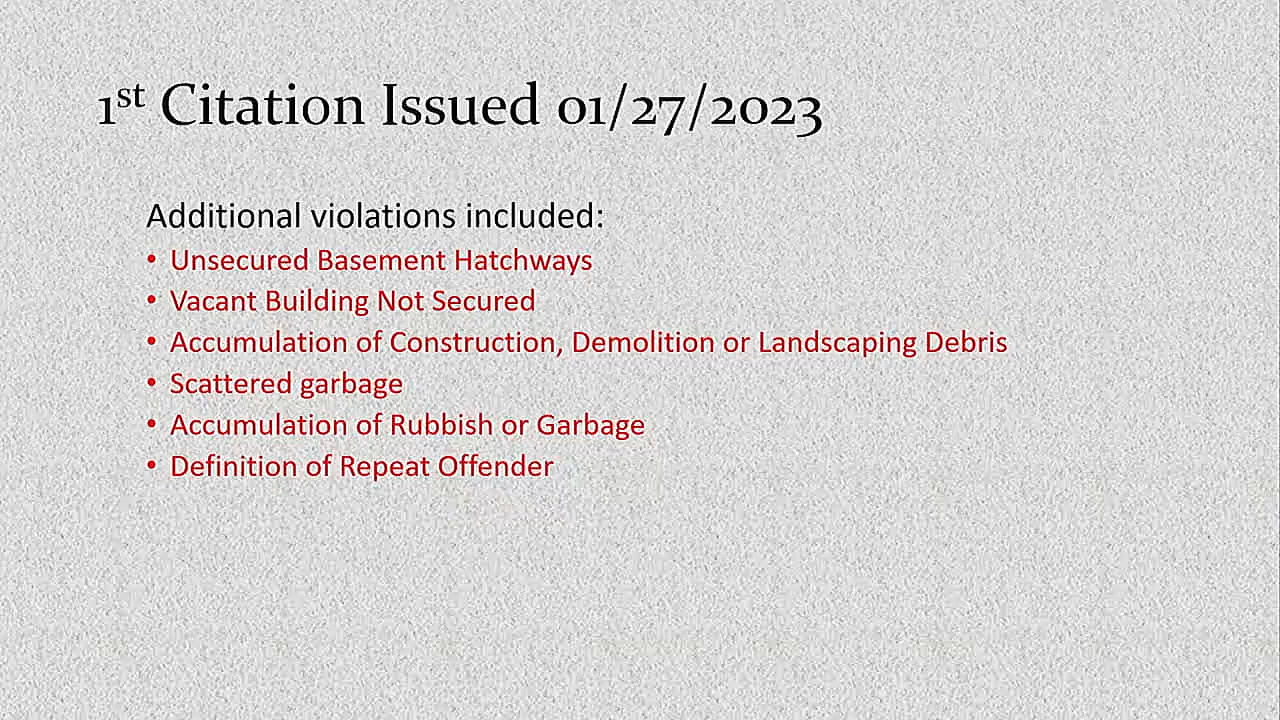 1st Citation Issued 01/27/2023
Additional violations included:
• Unsecured Basement Hatchways
• Vacant Building Not Secured
• Accumulation of Construction, Demolition or Landscaping Debris
• Scattered garbage
• Accumulation of Rubbish or Garbage
• Definition of Repeat Offender